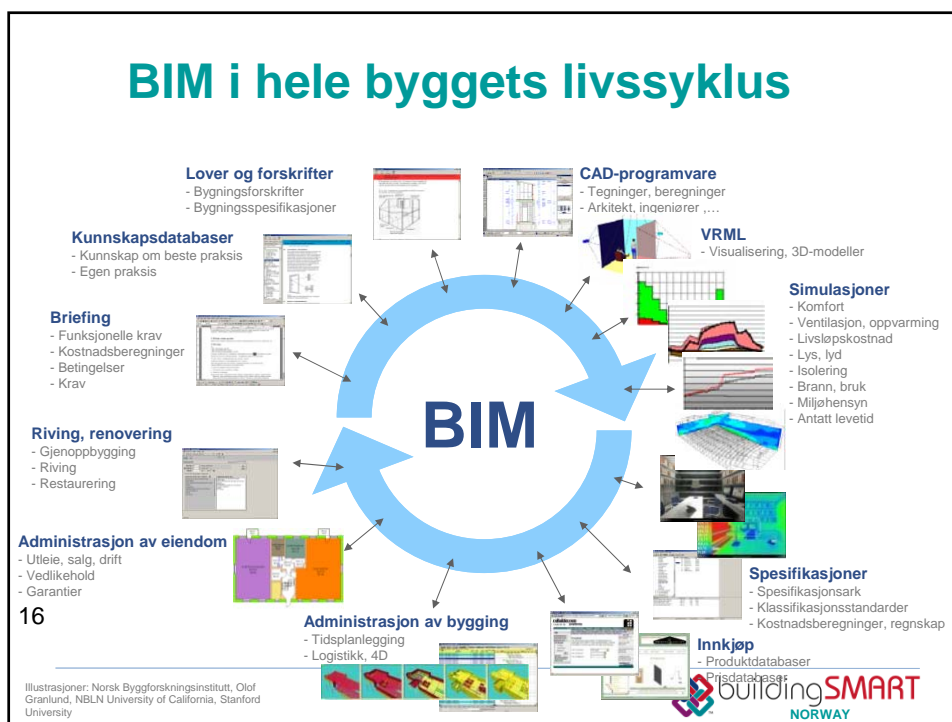 BIM i hele byggets livssyklus
Lover og forskrifter
- Bygningsforskrifter
- Bygningsspesifikasjoner
CAD-programvare
- Tegninger, beregninger
- Arkitekt, ingeniører ,…
Kunnskapsdatabaser
- Kunnskap om beste praksis
- Egen praksis
VRML
- Visualisering, 3D-modeller
Simulasjoner
- Komfort
- Ventilasjon, oppvarming
- Livsløpskostnad
- Lys, lyd
- Isolering
- Brann, bruk
- Miljøhensyn
- Antatt levetid
Briefing
- Funksjonelle krav
- Kostnadsberegninger
- Betingelser
- Krav
BIM
Riving, renovering
- Gjenoppbygging
- Riving
- Restaurering
Administrasjon av eiendom
- Utleie, salg, drift
- Vedlikehold
- Garantier
16
Spesifikasjoner
- Spesifikasjonsark
- Klassifikasjonsstandarder
- Kostnadsberegninger, regnskap
Administrasjon av bygging
- Tidsplanlegging
- Logistikk, 4D
Innkjøp
- Produktdatabaser
- Prisdatabaser
Illustrasjoner: Norsk Byggforskningsinstitutt, Olof
Granlund, NBLN University of California, Stanford
University
buildingSMART
NORWAY